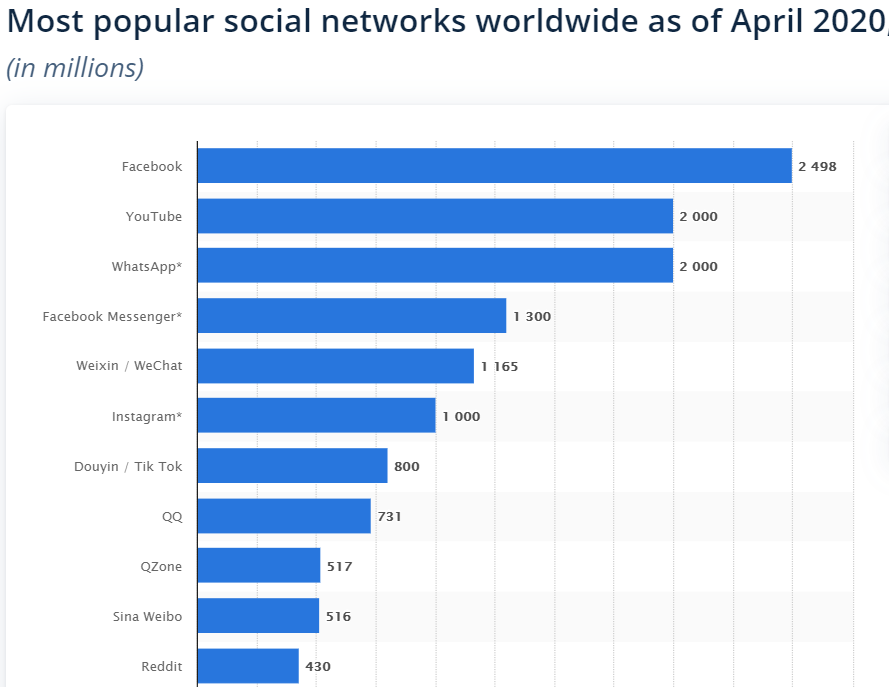 Most popular social networks worldwide as of April 2020,
(in millions)
Facebook 2 498
YouTube 2 000
WhatsApp* 2 000
Facebook Messenger* 1 300
Weixin / WeChat 1 165
Instagram* 1 000
Douyin / Tik Tok 800
QQ 731
QZone 517
Sina Weibo 516
Reddit 430